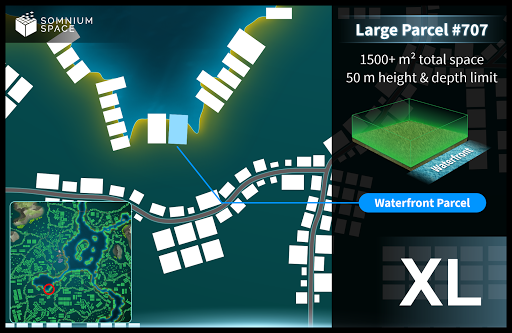 SOMNIUM
SPACE
Large Parcel #707
1500+ m² total space
50 m height & depth limit
Waterfront
Waterfront Parcel
XL